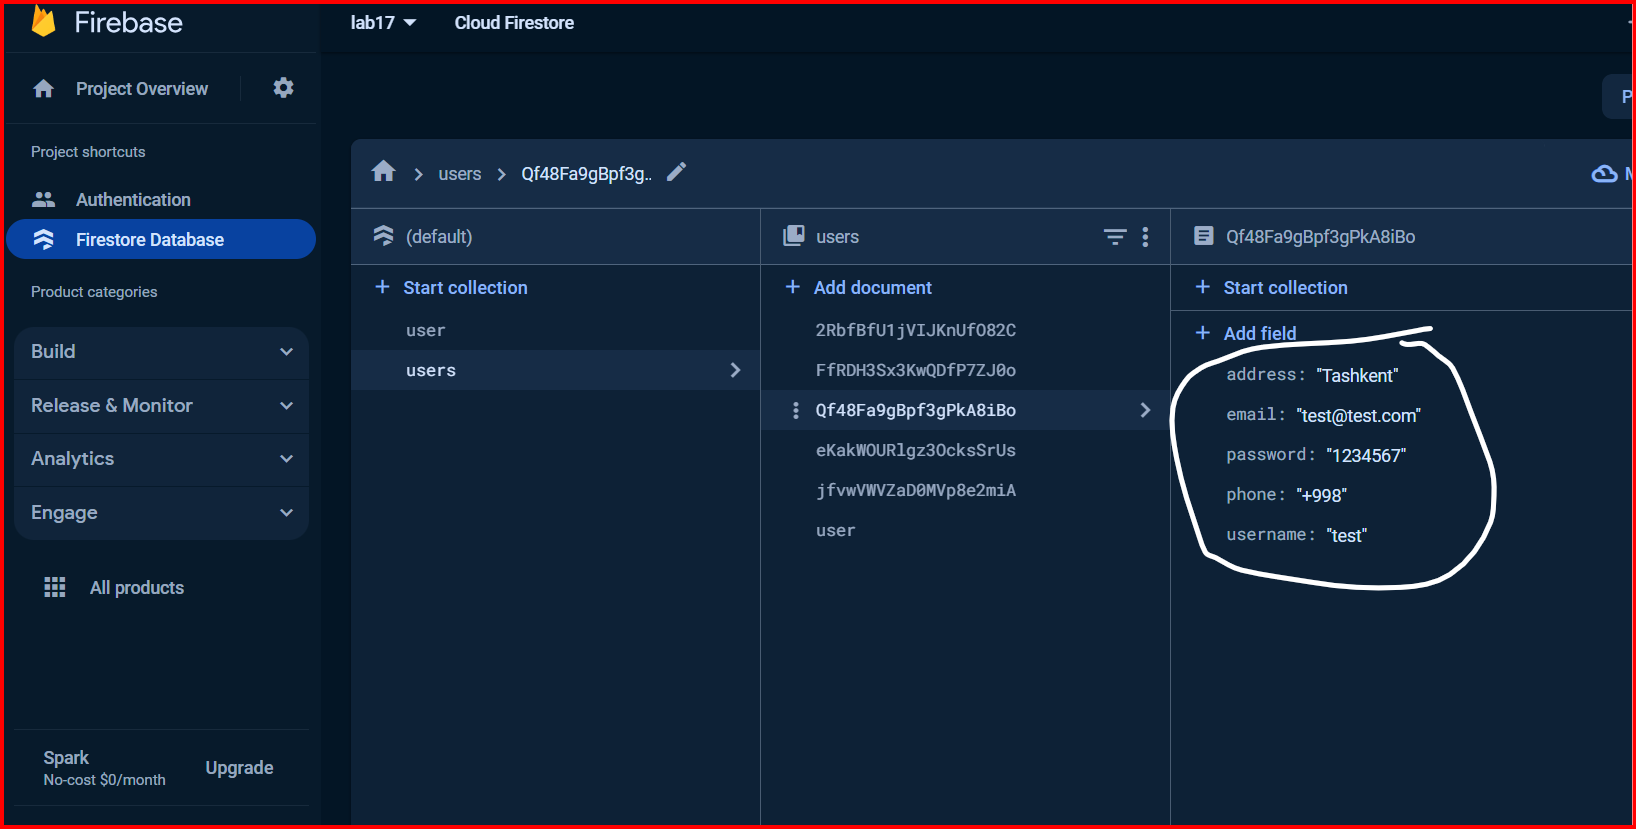 Firebase
lab17
Cloud Firestore
Project Overview
Project shortcuts
Authentication
Firestore Database
Product categories
Build
Release & Monitor
Analytics
Engage
All products
Spark
No-cost $0/month
Upgrade
users
Qf48Fa9gBpf3g..
(default)
Start collection
user
users
users
Add document
2RbfBfU1jVIJKnUfO82C
FfRDH3Sx3KwQDfP7ZJ0o
Qf48Fa9gBpf3gPkA8iBo
eKakWOURlgz3OcksSrUs
jfvwVWVZaD0MVp8e2miA
user
Qf48Fa9gBpf3gPkA8iBo
Start collection
Add field
address: "Tashkent"
email: "test@test.com"
password: "1234567"
phone: "+998"
username: "test"